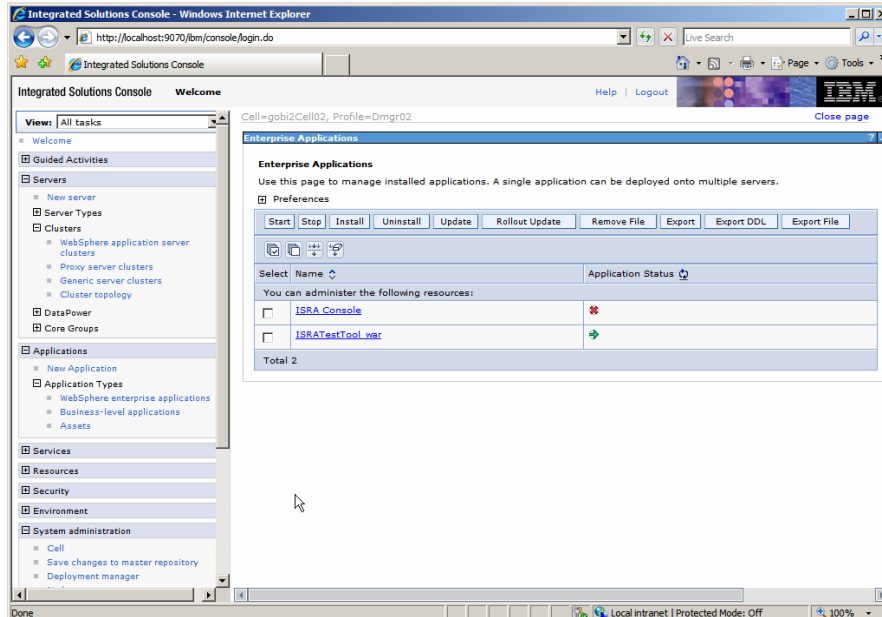 Integrated Solutions Console - Windows Internet Explorer
http://localhost:9070/ibm/console/login.do
Live Search
Integrated Solutions Console
Page
Tools
Integrated Solutions Console Welcome
Help | Logout
IBM.
View: All tasks
Cell=gobi2Cell02, Profile=Dmgr02
Close page
Welcome
Guided Activities
Servers
New server
Server Types
Clusters
WebSphere application server
clusters
Proxy server clusters
Generic server clusters
Cluster topology
DataPower
Core Groups
Applications
New Application
Application Types
WebSphere enterprise applications
Business-level applications
Assets
Services
Resources
Security
Environment
System administration
Cell
Save changes to master repository
Deployment manager
Enterprise Applications
?
Enterprise Applications
Use this page to manage installed applications. A single application can be deployed onto multiple servers.
Preferences
Start Stop Install Uninstall Update Rollout Update Remove File Export Export DDL Export File
Select Name Application Status
You can administer the following resources:
ISRA Console
ISRATestTool_war
Total 2
Done
Local intranet | Protected Mode: Off
100%